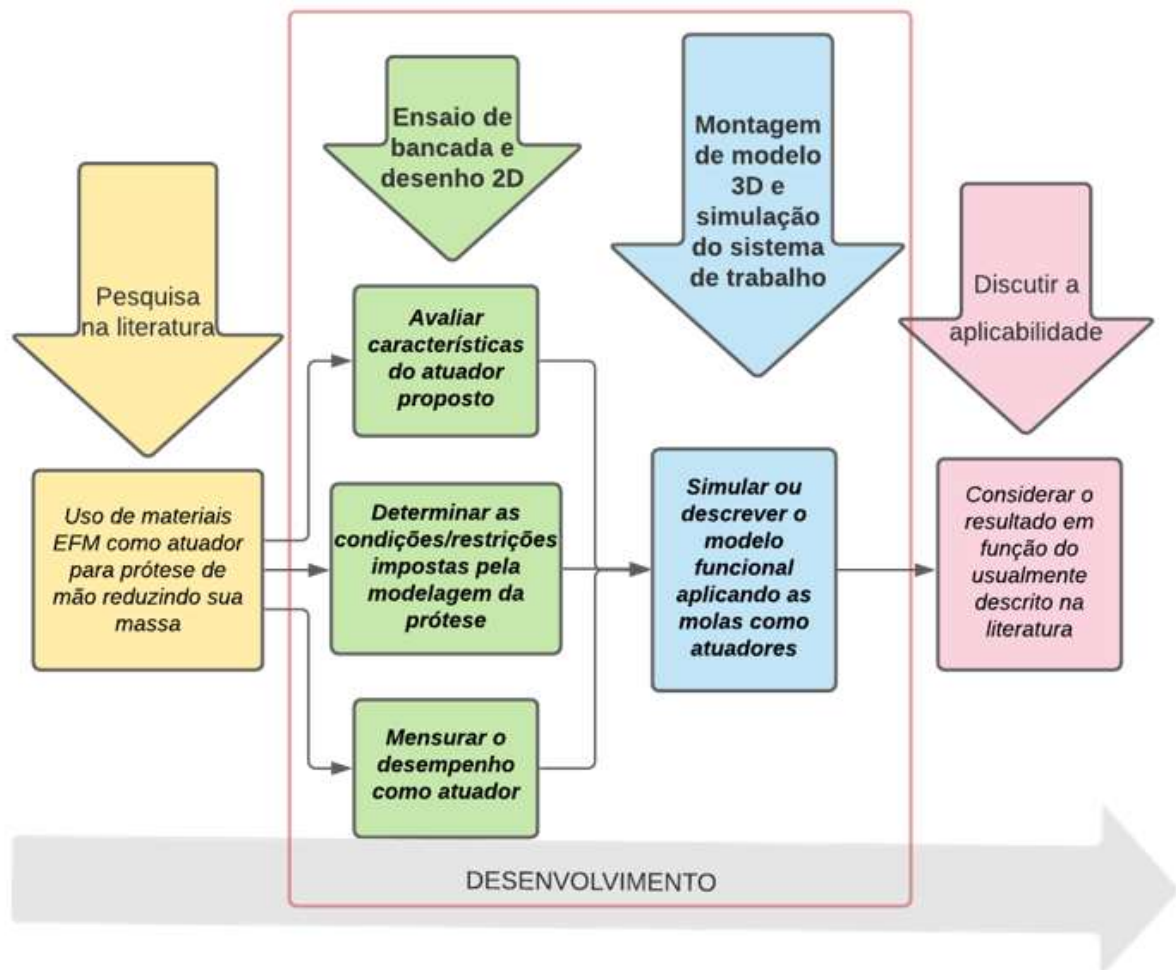 Pesquisa
na literatura
Uso de materiais
EFM como atuador
para prótese de
mão reduzindo sua
massa
Ensaio de
bancada e
desenho 2D
Avaliar
características
do atuador
proposto
Determinar as
condições/restrições
impostas pela
modelagem da
prótese
Mensurar o
desempenho
como atuador
Montagem
de modelo
3D e
simulação
do sistema
de trabalho
Simular ou
descrever o
modelo
funcional
aplicando as
molas como
atuadores
Discutir a
aplicabilidade
Considerar o
resultado em
função do
usualmente
descrito na
literatura
DESENVOLVIMENTO